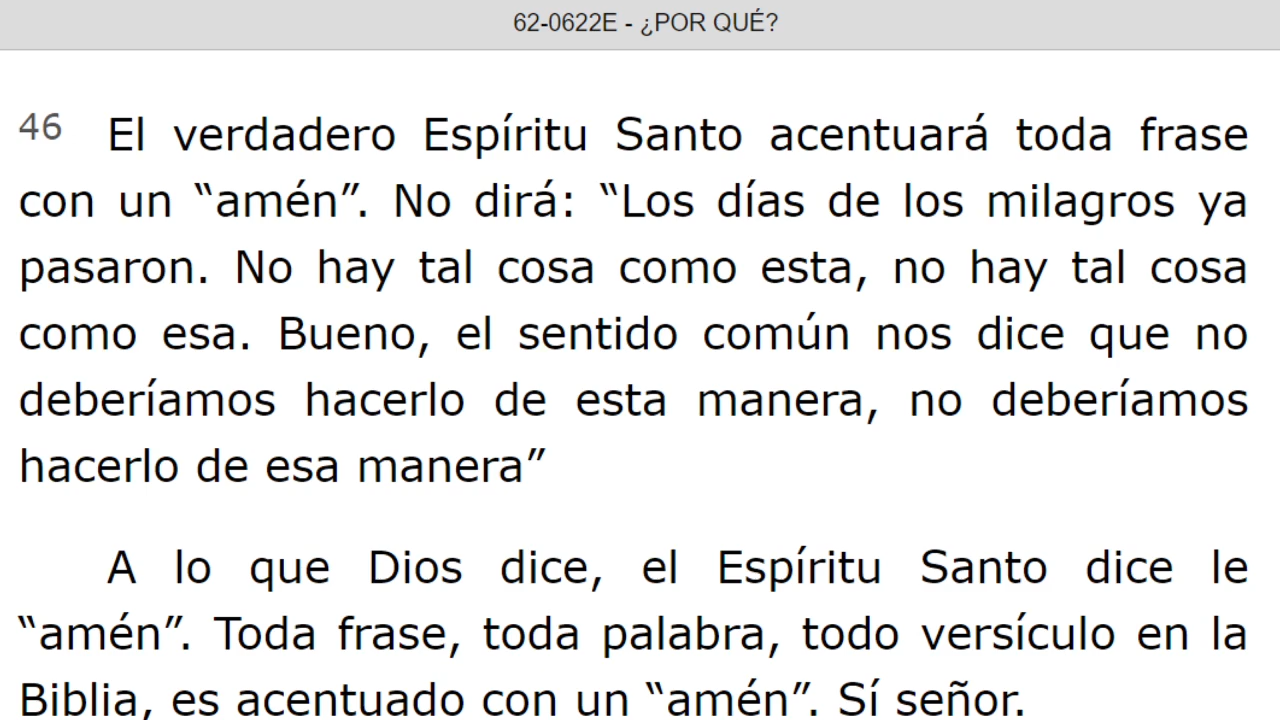 62-0622E - ¿POR QUÉ?
46 El verdadero Espíritu Santo acentuará toda frase
con un “amén”. No dirá: “Los días de los milagros ya
pasaron. No hay tal cosa como esta, no hay tal cosa
como esa. Bueno, el sentido común nos dice que no
deberíamos hacerlo de esta manera, no deberíamos
hacerlo de esa manera”
A lo que Dios dice, el Espíritu Santo dice le
“amén”. Toda frase, toda palabra, todo versículo en la
Biblia, es acentuado con un “amén”. Sí señor.